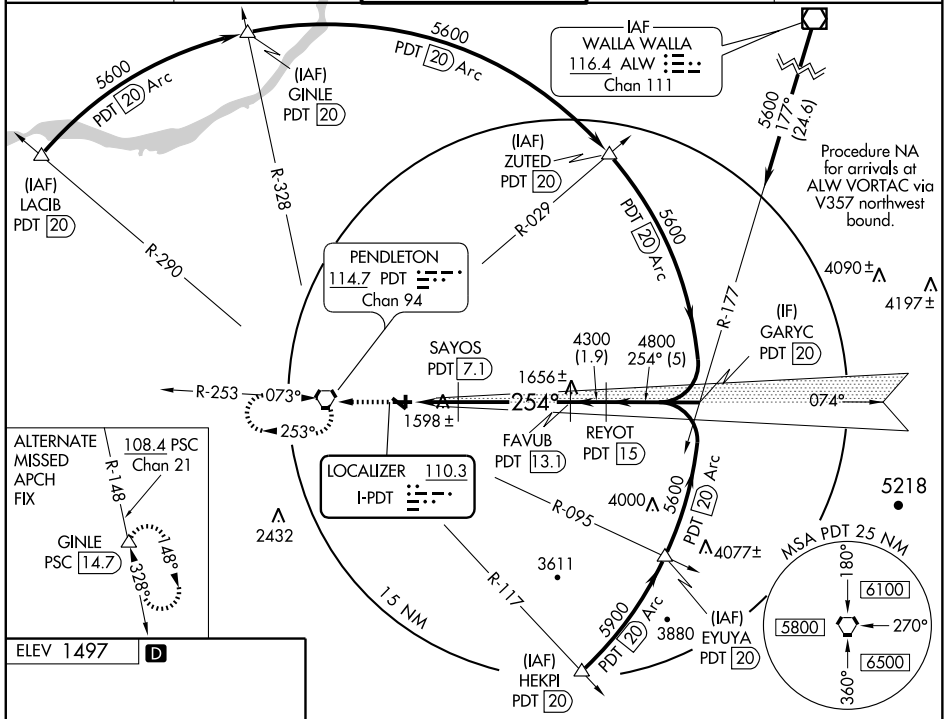 5600
PDT 20 Arc
5600
PDT 20 Arc
(IAF)
GINLE
PDT 20
IAF
WALLA WALLA
116.4 ALW
Chan 111
5600
177°
(24.6)
Procedure NA
for arrivals at
ALW VORTAC via
V357 northwest
bound.
(IAF)
LACIB
PDT 20
R-290
R-328
(IAF)
ZUTED
PDT 20
R-029
PDT 20 Arc
5600
R-177
4090±
4197±
PENDLETON
114.7 PDT
Chan 94
(IF)
GARYC
PDT 20
SAYOS
PDT 7.1
4300
(1.9)
4800
254° (5)
1656±
R-253
073°
253°
1598±
254°
074°
FAVUB
PDT 13.1
REYOT
PDT 15
LOCALIZER 110.3
I-PDT
ALTERNATE
MISSED
APCH
FIX
108.4 PSC
Chan 21
R-148
GINLE
PSC 14.7
148°
328°
2432
R-095
4000
5600
PDT 20 Arc
5218
4077±
3611
R-117
15 NM
5900
PDT 20 Arc
3880
(IAF)
EYUYA
PDT 20
(IAF)
HEKPI
PDT 20
MSA PDT 25 NM
180°
6100
5800
270°
6500
360°
ELEV 1497 D